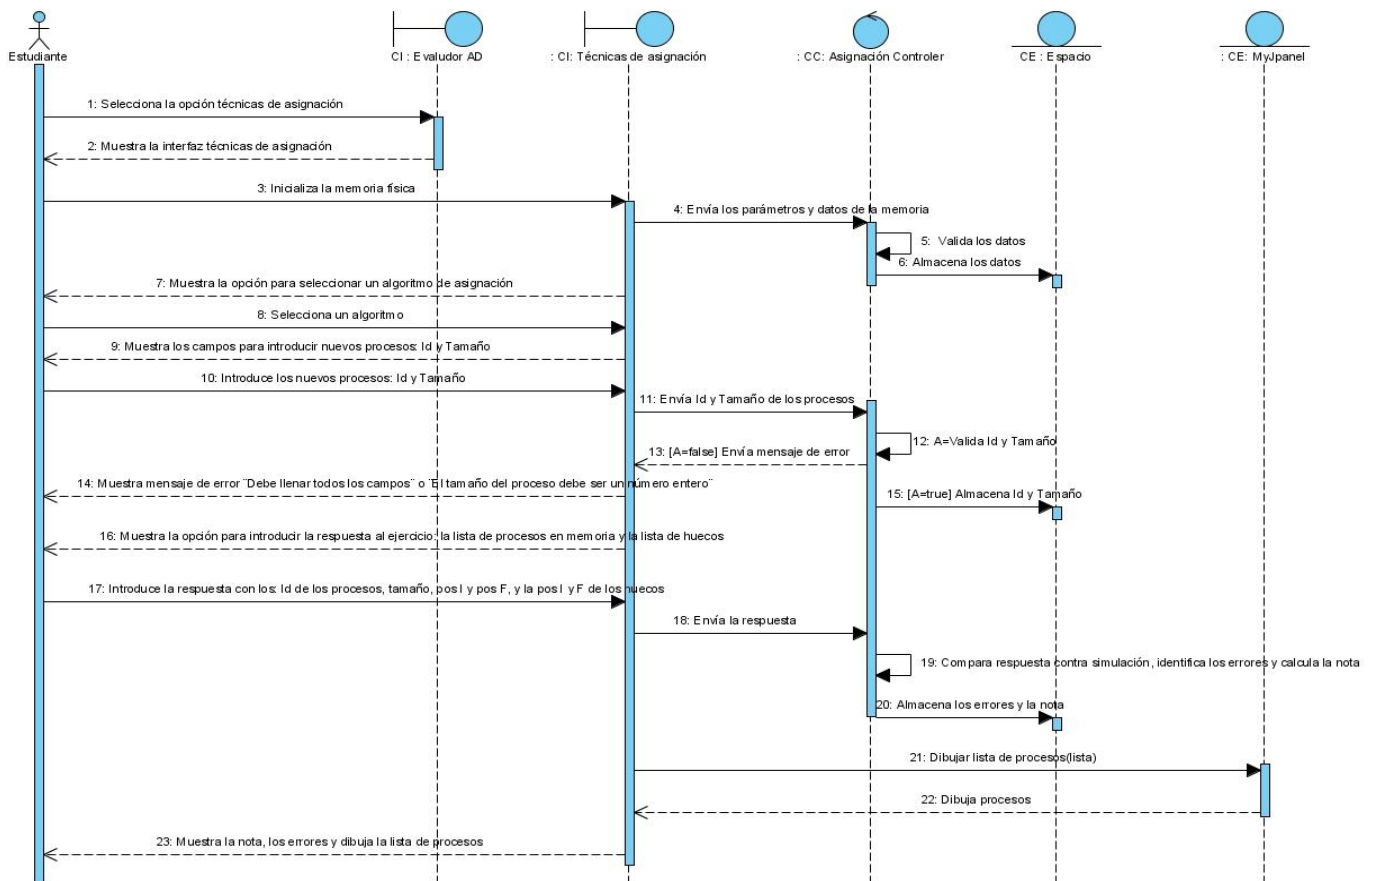 Estudiante
CI : Evaludor AD
: CI: Técnicas de asignación
: CC: Asignación Controler
CE : Espacio
: CE: MyJpanel
1: Selecciona la opción técnicas de asignación
2: Muestra la interfaz técnicas de asignación
3: Inicializa la memoria física
4: Envía los parámetros y datos de la memoria
5: Valida los datos
6: Almacena los datos
7: Muestra la opción para seleccionar un algoritmo de asignación
8: Selecciona un algoritmo
9: Muestra los campos para introducir nuevos procesos: Id y Tamaño
10: Introduce los nuevos procesos: Id y Tamaño
11: Envía Id y Tamaño de los procesos
12: A=Valida Id y Tamaño
13: [A=false] Envía mensaje de error
14: Muestra mensaje de error ¨Debe llenar todos los campos¨ o ¨El tamaño del proceso debe ser un número entero¨
15: [A=true] Almacena Id y Tamaño
16: Muestra la opción para introducir la respuesta al ejercicio: la lista de procesos en memoria y la lista de huecos
17: Introduce la respuesta con los: Id de los procesos, tamaño, pos I y pos F, y la pos I y F de los huecos
18: Envía la respuesta
19: Compara respuesta contra simulación, identifica los errores y calcula la nota
20: Almacena los errores y la nota
21: Dibujar lista de procesos(lista)
22: Dibuja procesos
23: Muestra la nota, los errores y dibuja la lista de procesos